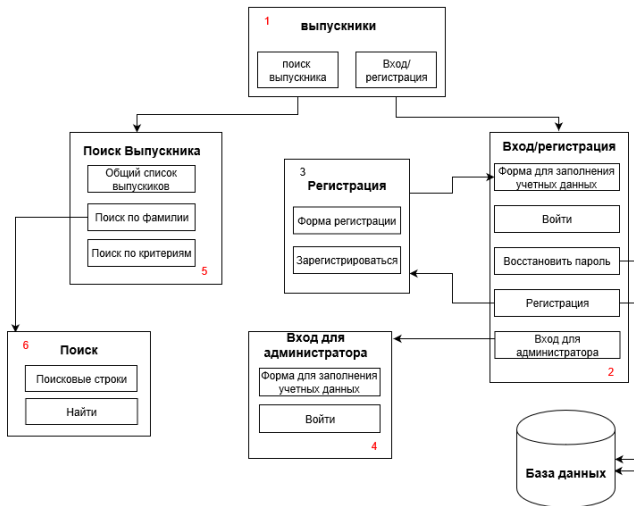 1
выпускники
поиск
выпускника
Вход/
регистрация
Поиск Выпускника
Общий список
выпускиков
Поиск по фамилии
Поиск по критериям
5
3
Регистрация
Форма регистрации
Зарегистрироваться
Вход/регистрация
Форма для заполнения
учетных данных
Войти
Восстановить пароль
Регистрация
Вход для
администратора
2
6
Поиск
Поисковые строки
Найти
Вход для
администратора
Форма для заполнения
учетных данных
Войти
4
База данных